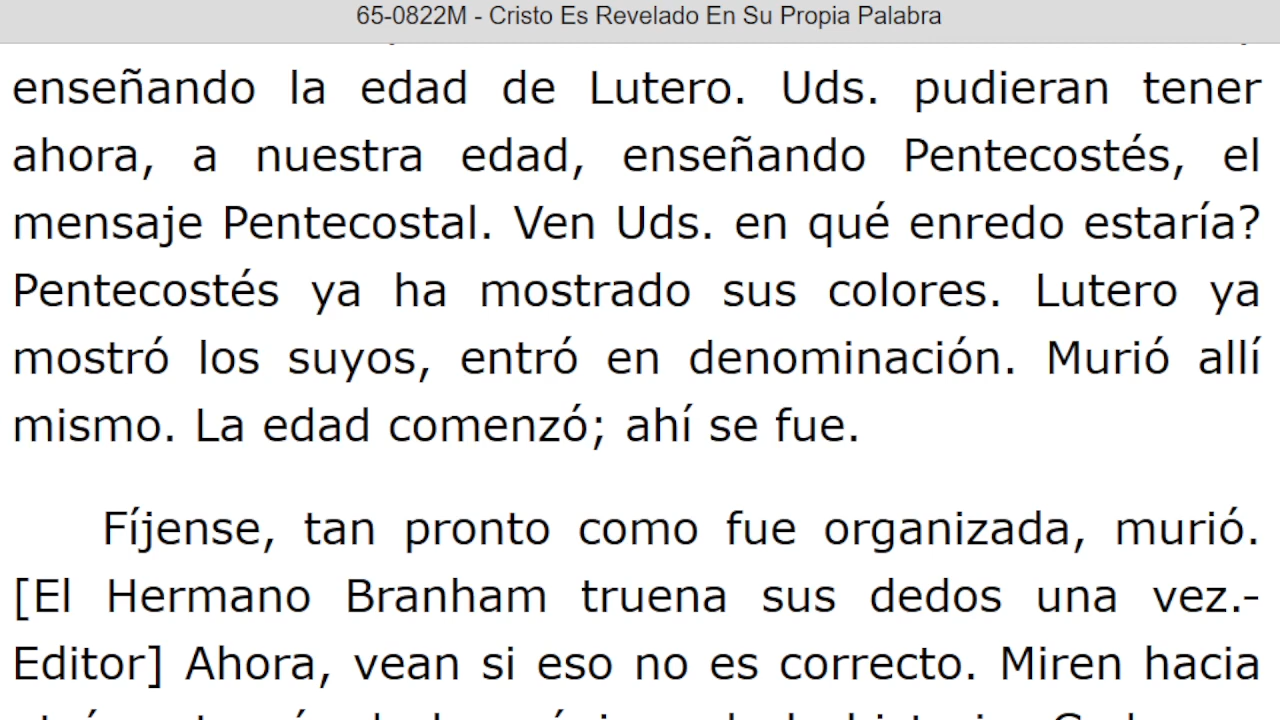 65-0822M - Cristo Es Revelado En Su Propia Palabra
enseñando la edad de Lutero. Uds. pudieran tener
ahora, a nuestra edad, enseñando Pentecostés, el
mensaje Pentecostal. Ven Uds. en qué enredo estaría?
Pentecostés ya ha mostrado sus colores. Lutero ya
mostró los suyos, entró en denominación. Murió allí
mismo. La edad comenzó; ahí se fue.
Fíjense, tan pronto como fue organizada, murió.
[El Hermano Branham truena sus dedos una vez.-
Editor] Ahora, vean si eso no es correcto. Miren hacia